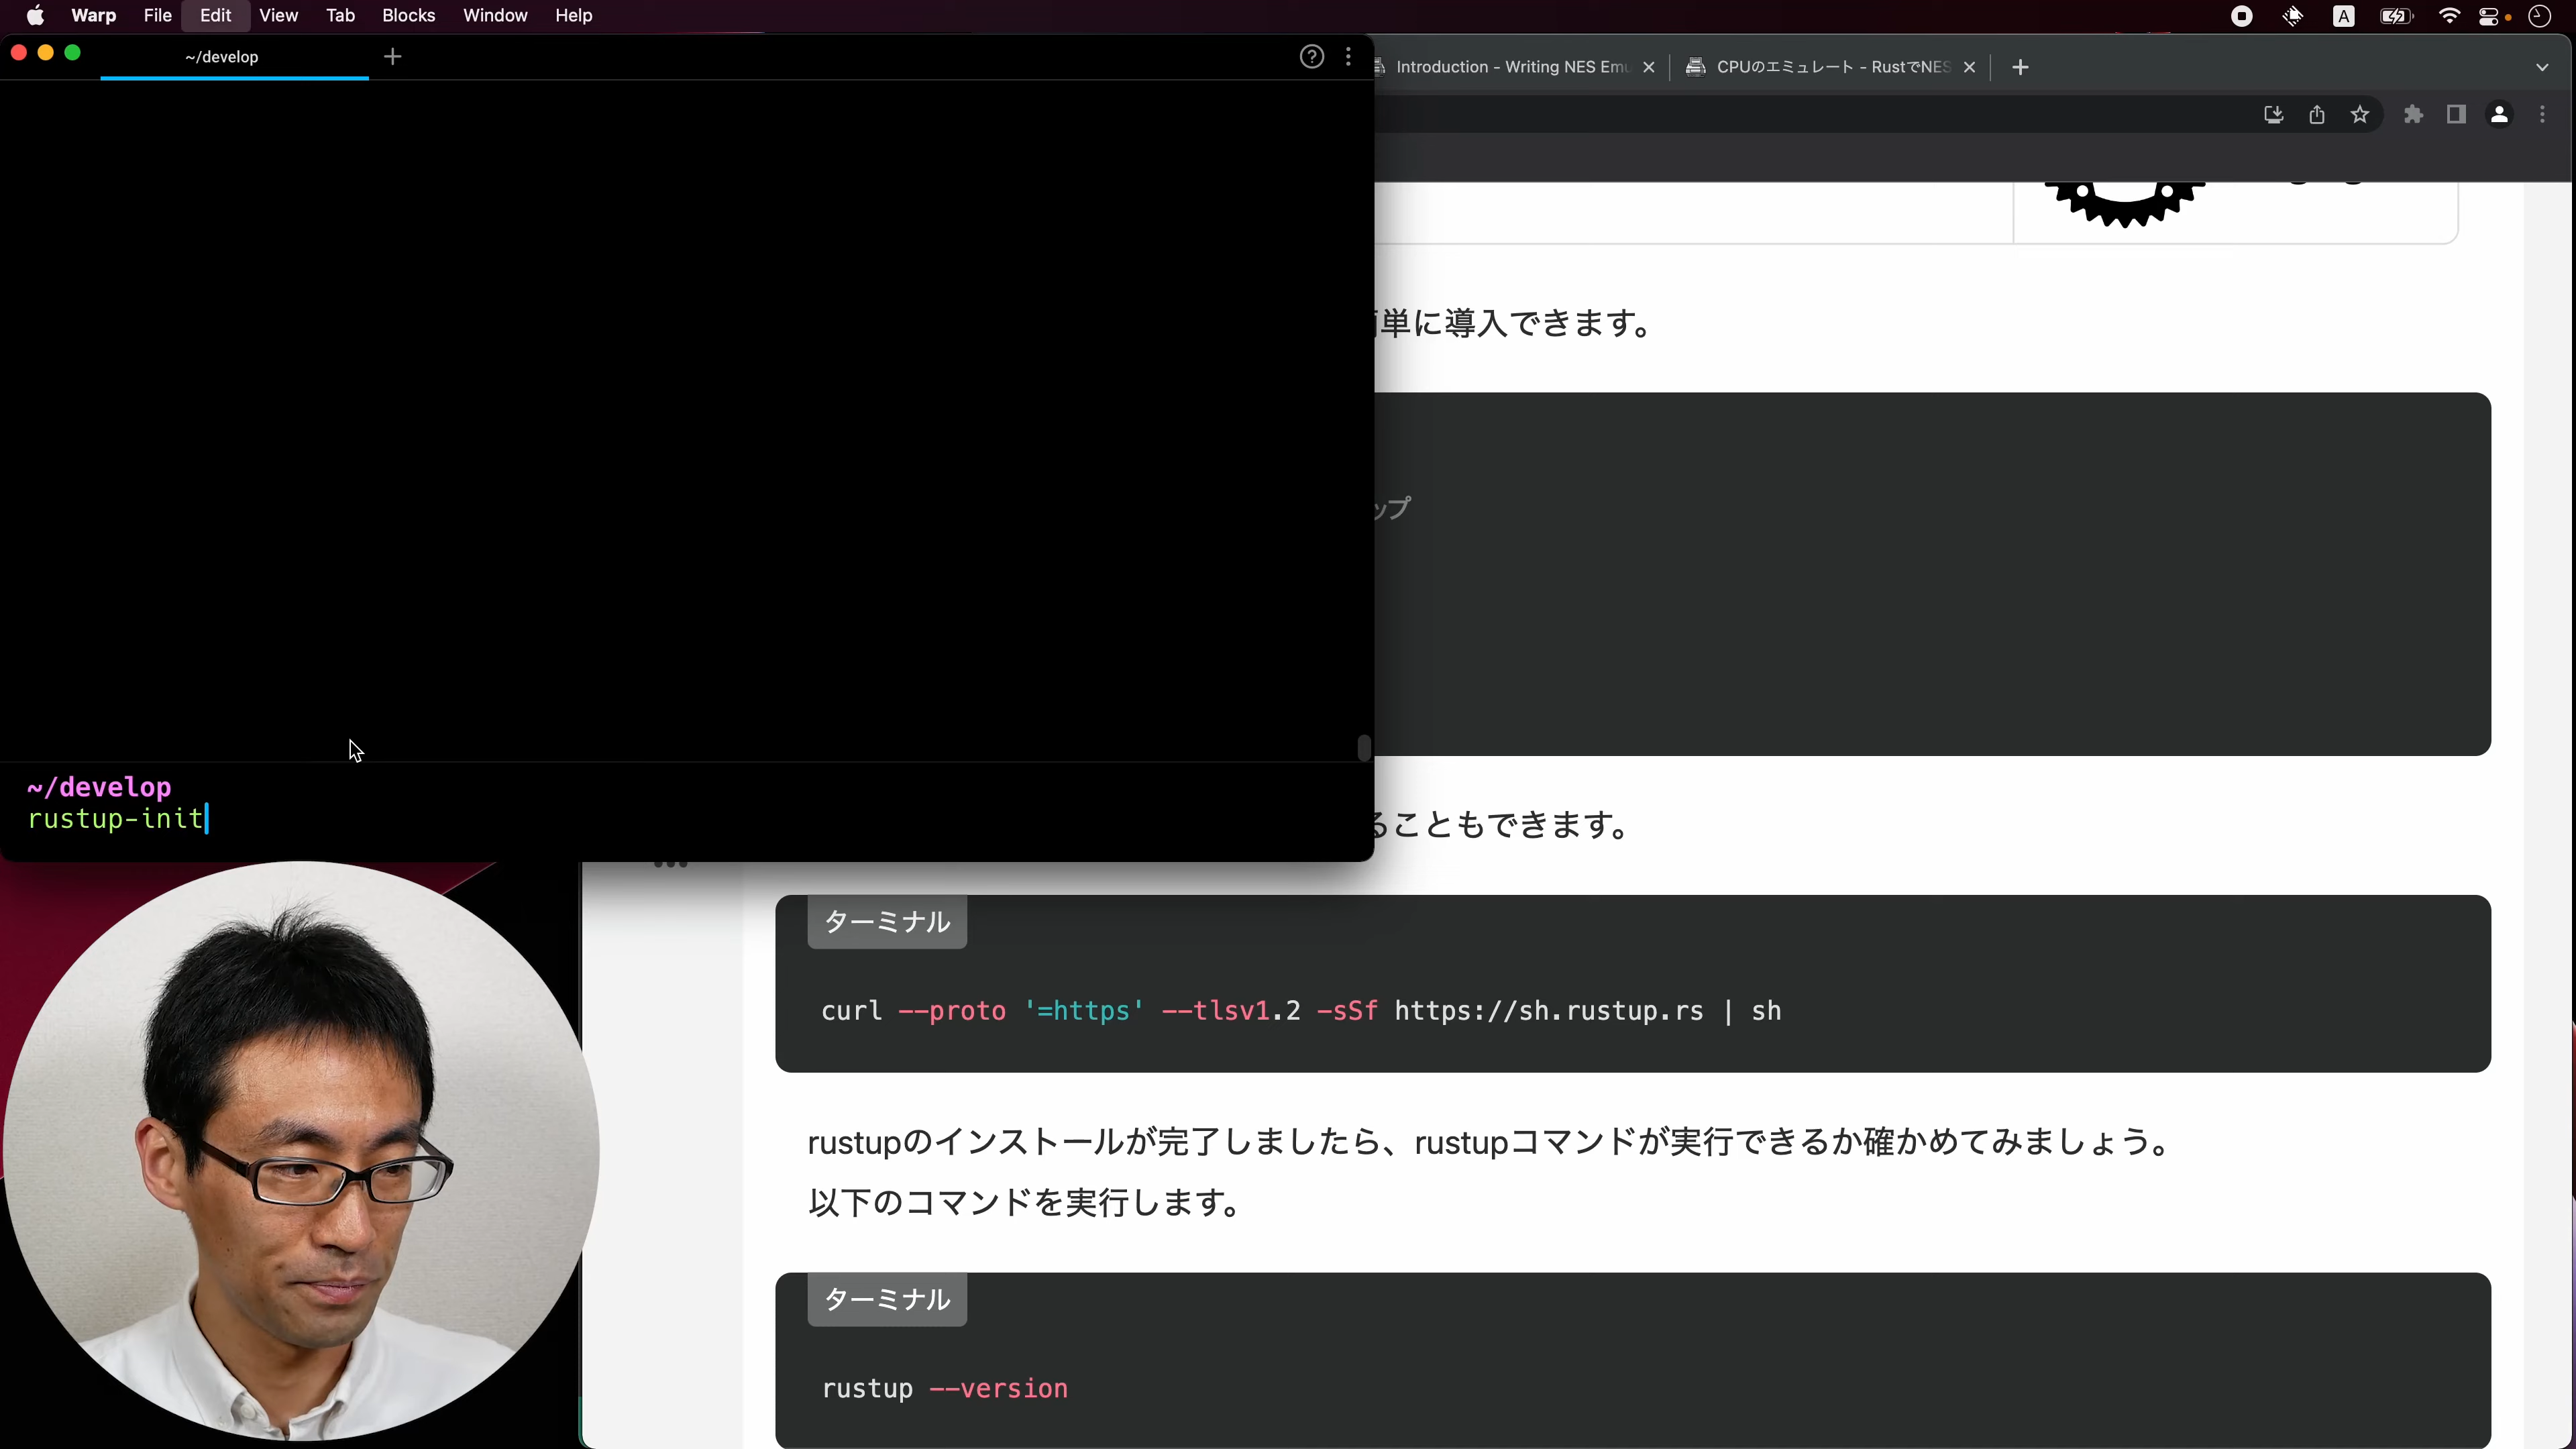 Warp File Edit View Tab Blocks Window Help
A
~/develop
Introduction - Writing NES Emu
CPUのエミュレート - RustでNES
単に導入できます。
ップ
~/develop
rustup-init
ることもできます。
ターミナル
curl --proto '=https' --tlsv1.2 -sSf https://sh.rustup.rs | sh
rustupのインストールが完了しましたら、rustupコマンドが実行できるか確かめてみましょう。
以下のコマンドを実行します。
ターミナル
rustup --version